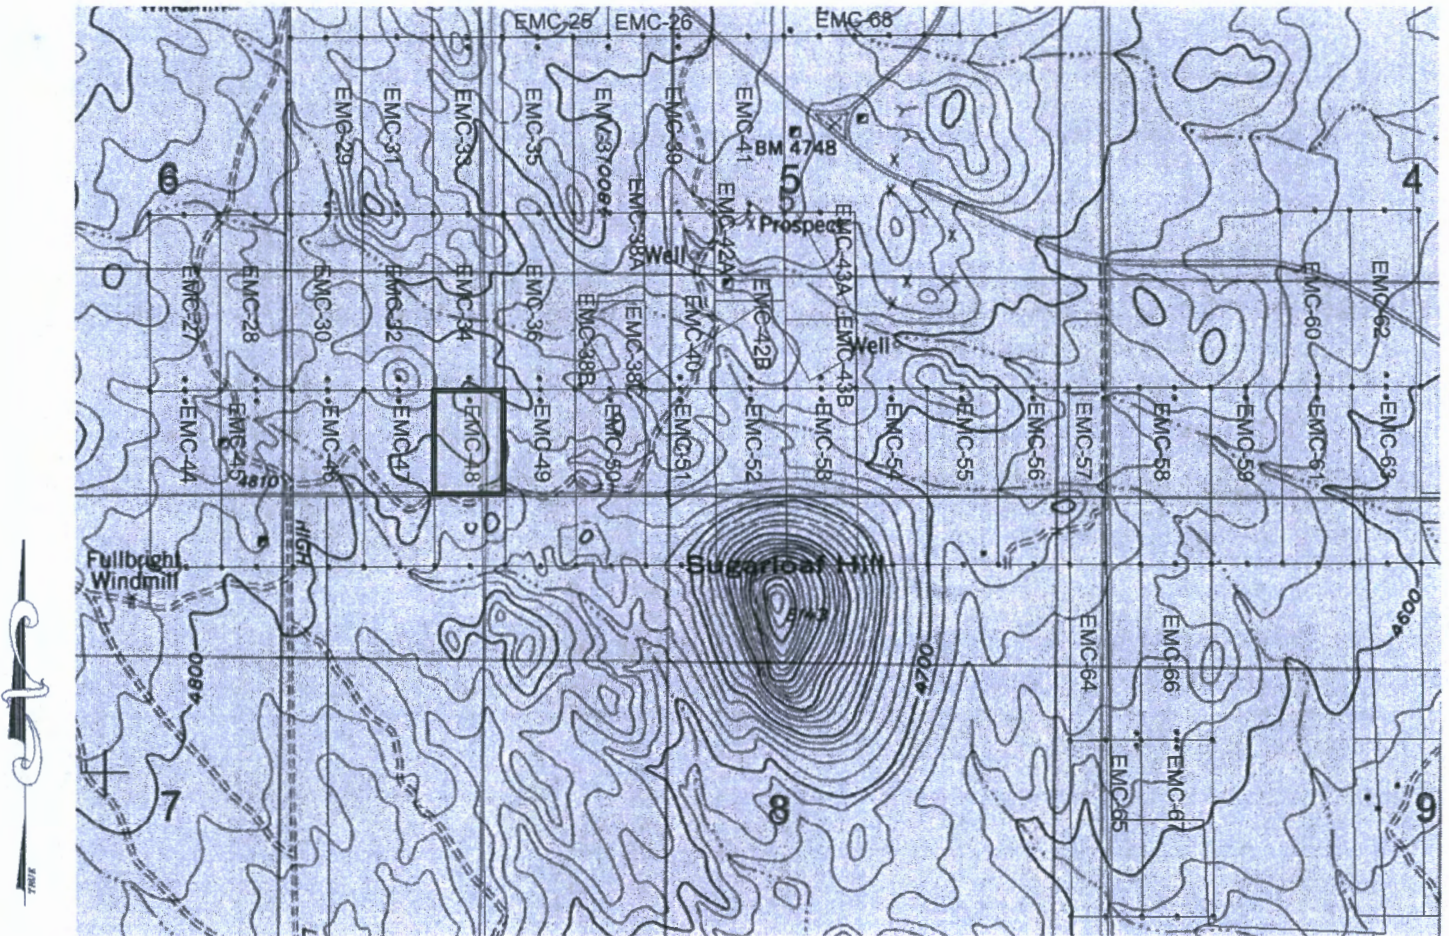 EMC-25 EMC-26 EMC-68
EMC-29 EMC-31 EMC-33 EMC-35 EMC-37 EMC-39 EMC-41
BM 4748
6 5 4
EMC-38A EMC-42A Prospect EMC-43A
Well
EMC-27 EMC-28 EMC-30 EMC-32 EMC-34 EMC-36 EMC-38B EMC-40 EMC-42B EMC-43B EMC-60 EMC-62
Well
EMC-44 EMC-45 EMC-46 EMC-47 EMC-48 EMC-49 EMC-50 EMC-51 EMC-52 EMC-53 EMC-54 EMC-55 EMC-56 EMC-57 EMC-58 EMC-59 EMC-61 EMC-63
4810
Fullbright
Windmill
Sugarloaf Hill
4600
EMC-64 EMC-66
4800 4700
EMC-65 EMC-67
7 8 9
TRUE